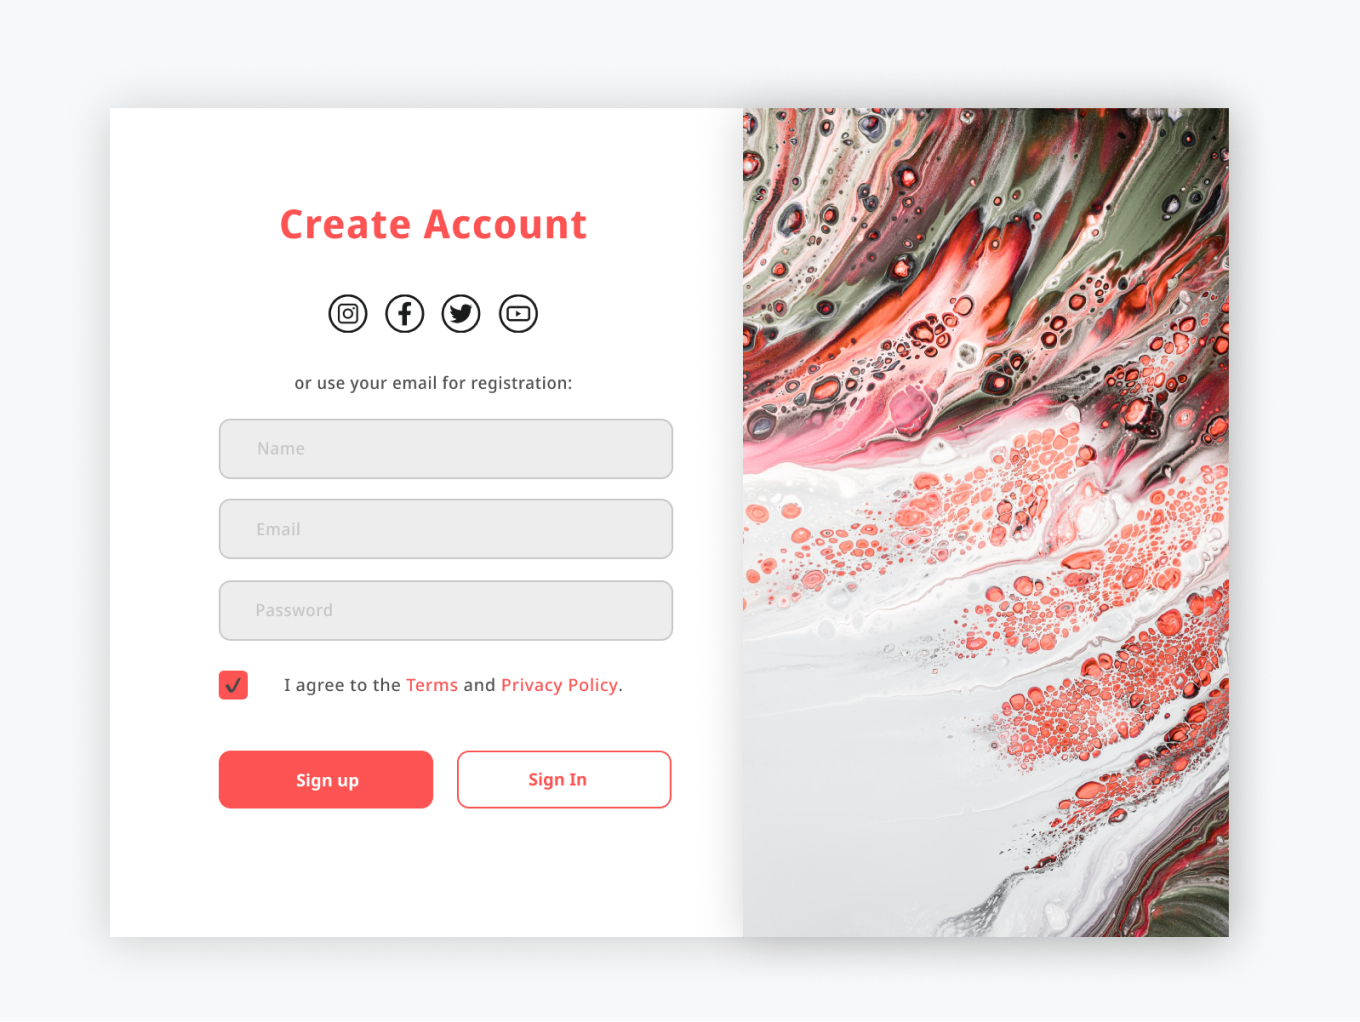 Create Account
or use your email for registration:
Name
Email
Password
I agree to the Terms and Privacy Policy.
Sign up
Sign In